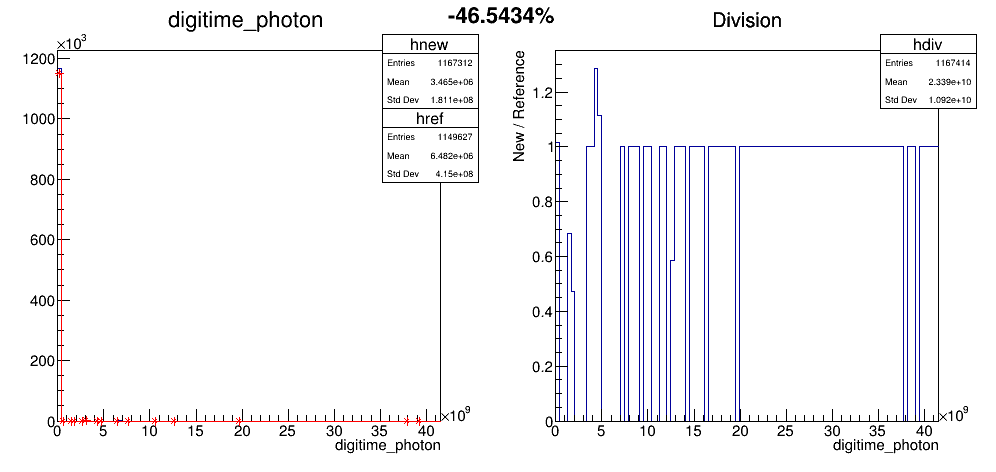 -46.5434%
digitime_photon
×10³
hnew
Entries 1167312
Mean 3.465e+06
Std Dev 1.811e+08
href
Entries 1149627
Mean 6.482e+06
Std Dev 4.15e+08
1200
1000
800
600
400
200
0
0 5 10 15 20 25 30 35 40 ×10⁹
digitime_photon
Division
hdiv
Entries 1167414
Mean 2.339e+10
Std Dev 1.092e+10
New / Reference
1.2
1
0.8
0.6
0.4
0.2
0
0 5 10 15 20 25 30 35 40 ×10⁹
digitime_photon